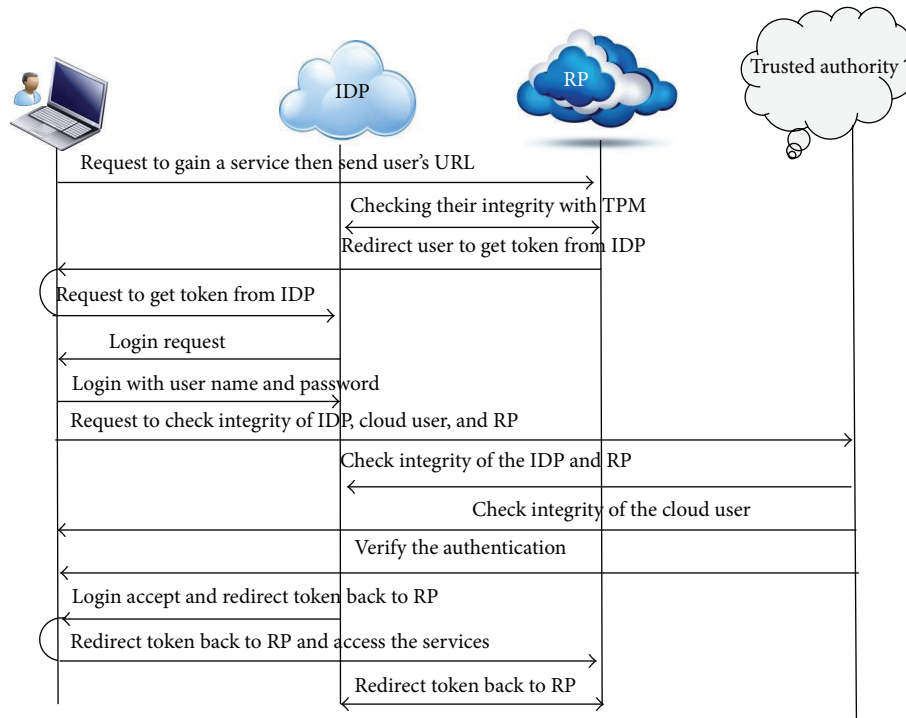 IDP
RP
Trusted authority
Request to gain a service then send user's URL
Checking their integrity with TPM
Redirect user to get token from IDP
Request to get token from IDP
Login request
Login with user name and password
Request to check integrity of IDP, cloud user, and RP
Check integrity of the IDP and RP
Check integrity of the cloud user
Verify the authentication
Login accept and redirect token back to RP
Redirect token back to RP and access the services
Redirect token back to RP